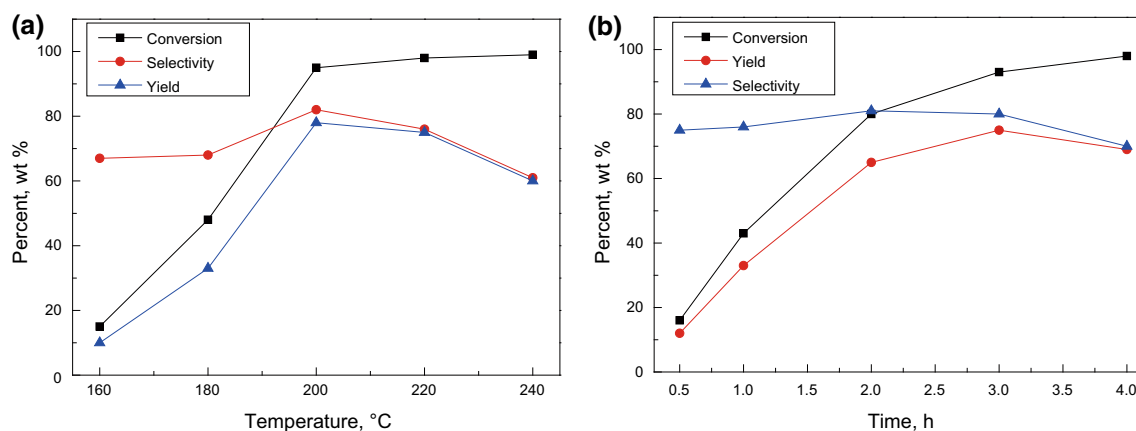 (a)
Conversion
Selectivity
Yield
100
80
60
40
20
0
Percent, wt %
160 180 200 220 240
Temperature, °C
(b)
Conversion
Yield
Selectivity
100
80
60
40
20
0
Percent, wt %
0.5 1.0 1.5 2.0 2.5 3.0 3.5 4.0
Time, h